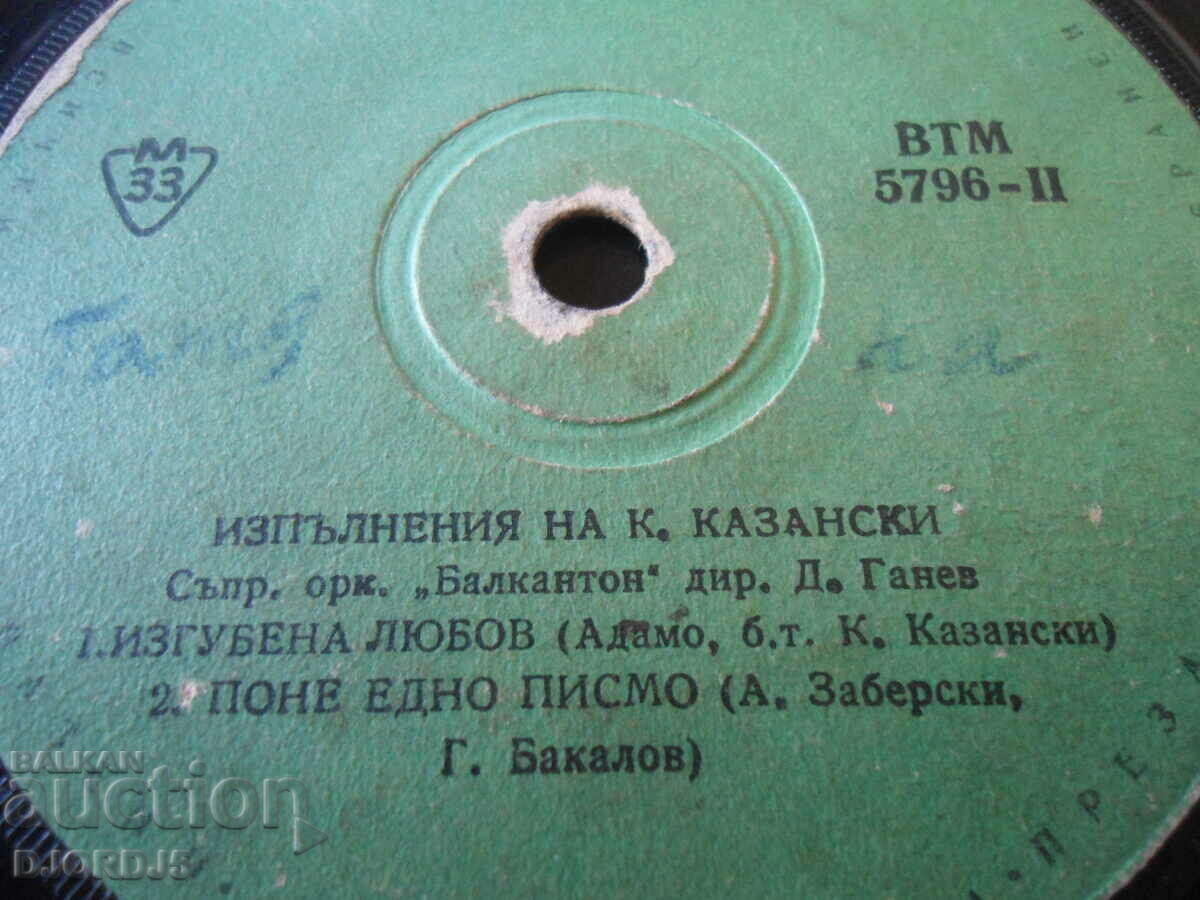 М
33
ВТМ
5796-II
ИЗПЪЛНЕНИЯ НА К. КАЗАНСКИ
Съпр. орк. „Балкантон" дир. Д. Ганев
1. ИЗГУБЕНА ЛЮБОВ (Адамо, б.т. К. Казански)
2. ПОНЕ ЕДНО ПИСМО (А. Заберски,
Г. Бакалов)
BALKAN
auction
DJORDJ5